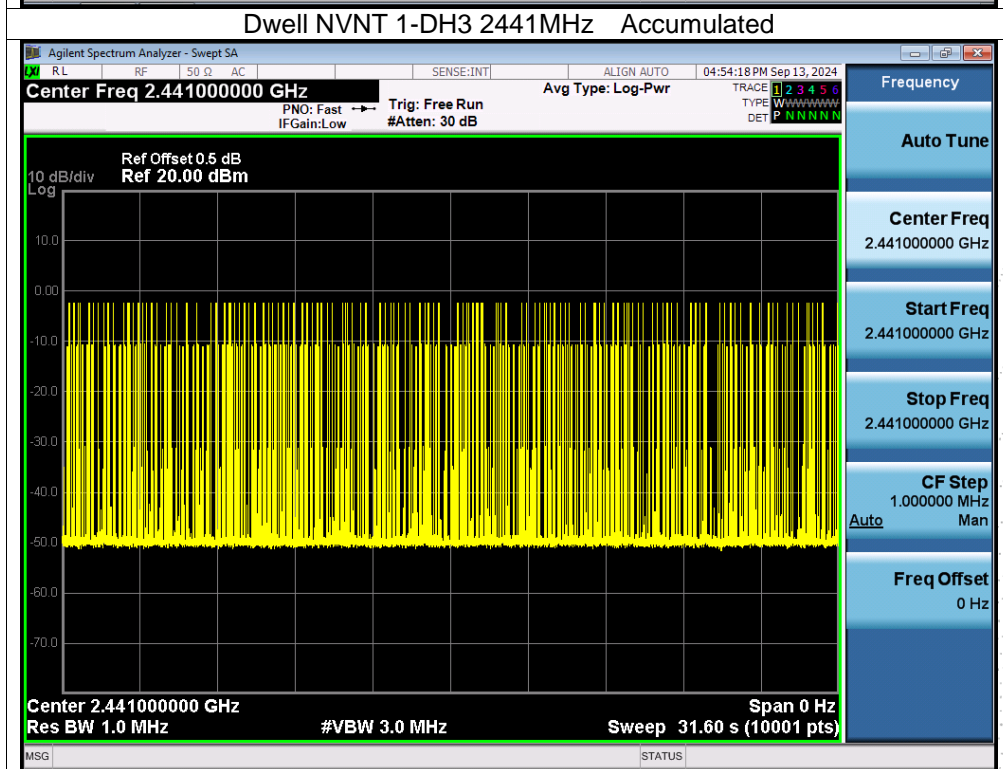 Dwell NVNT 1-DH3 2441MHz Accumulated
Agilent Spectrum Analyzer - Swept SA
LXI RL RF 50 Ω AC SENSE:INT ALIGN AUTO 04:54:18 PM Sep 13, 2024
Center Freq 2.441000000 GHz
PNO: Fast
IFGain:Low
Trig: Free Run
#Atten: 30 dB
Avg Type: Log-Pwr
TRACE 1 2 3 4 5 6
TYPE WWWWWWW
DET P N N N N N
Ref Offset 0.5 dB
10 dB/div Ref 20.00 dBm
Log
10.0
0.00
-10.0
-20.0
-30.0
-40.0
-50.0
-60.0
-70.0
Center 2.441000000 GHz Span 0 Hz
Res BW 1.0 MHz #VBW 3.0 MHz Sweep 31.60 s (10001 pts)
MSG STATUS
Frequency
Auto Tune
Center Freq
2.441000000 GHz
Start Freq
2.441000000 GHz
Stop Freq
2.441000000 GHz
CF Step
1.000000 MHz
Auto Man
Freq Offset
0 Hz